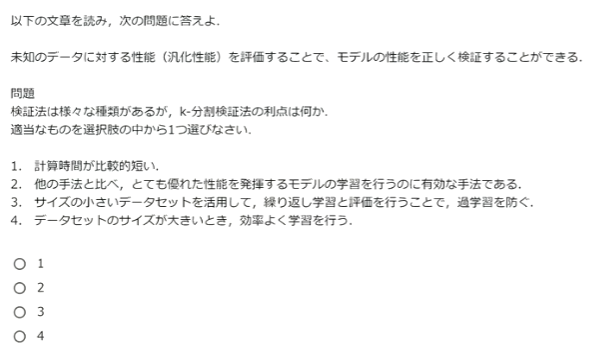 以下の文章を読み，次の問題に答えよ．
未知のデータに対する性能（汎化性能）を評価することで、モデルの性能を正しく検証することができる．
問題
検証法は様々な種類があるが，k-分割検証法の利点は何か．
適当なものを選択肢の中から1つ選びなさい．
1. 計算時間が比較的短い．
2. 他の手法と比べ，とても優れた性能を発揮するモデルの学習を行うのに有効な手法である．
3. サイズの小さいデータセットを活用して，繰り返し学習と評価を行うことで，過学習を防ぐ．
4. データセットのサイズが大きいとき，効率よく学習を行う．
1
2
3
4